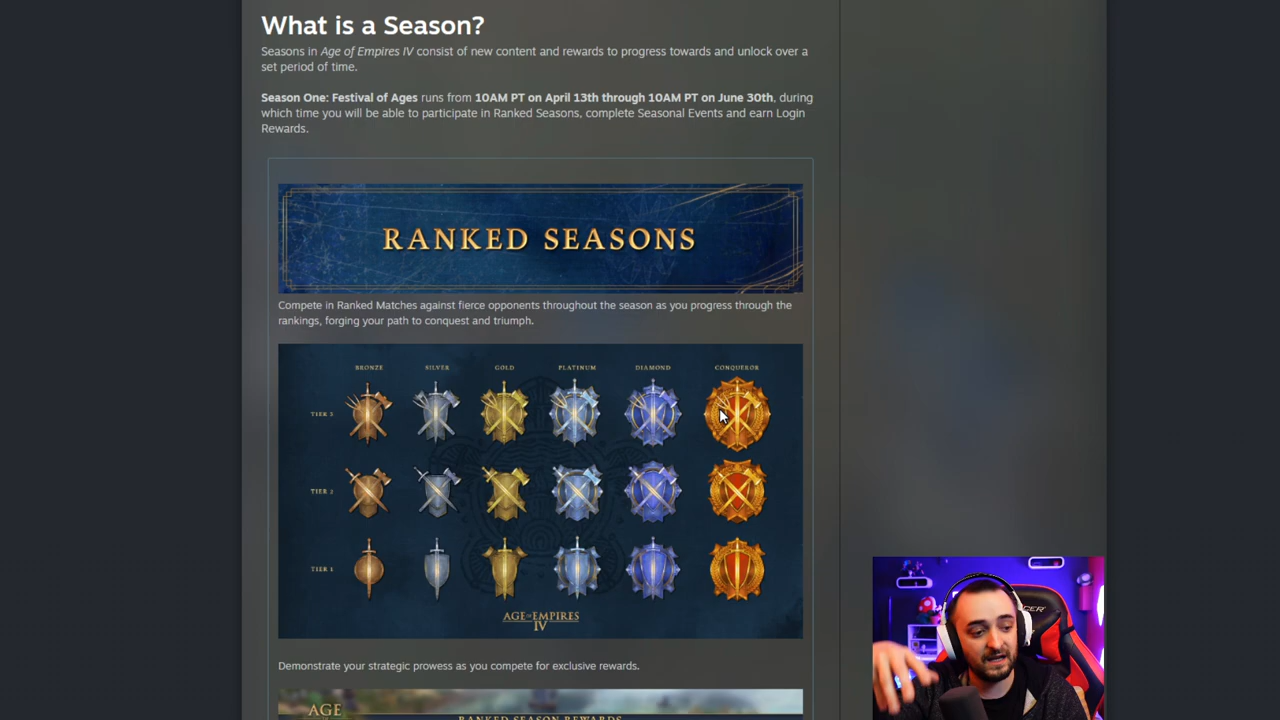 What is a Season?
Seasons in Age of Empires IV consist of new content and rewards to progress towards and unlock over a
set period of time.
Season One: Festival of Ages runs from 10AM PT on April 13th through 10AM PT on June 30th, during
which time you will be able to participate in Ranked Seasons, complete Seasonal Events and earn Login
Rewards.
RANKED SEASONS
Compete in Ranked Matches against fierce opponents throughout the season as you progress through the
rankings, forging your path to conquest and triumph.
BRONZE SILVER GOLD PLATINUM DIAMOND CONQUEROR
TIER 3
TIER 2
TIER 1
AGE OF EMPIRES
IV
Demonstrate your strategic prowess as you compete for exclusive rewards.
AGE
RANKED SEASON REWARDS